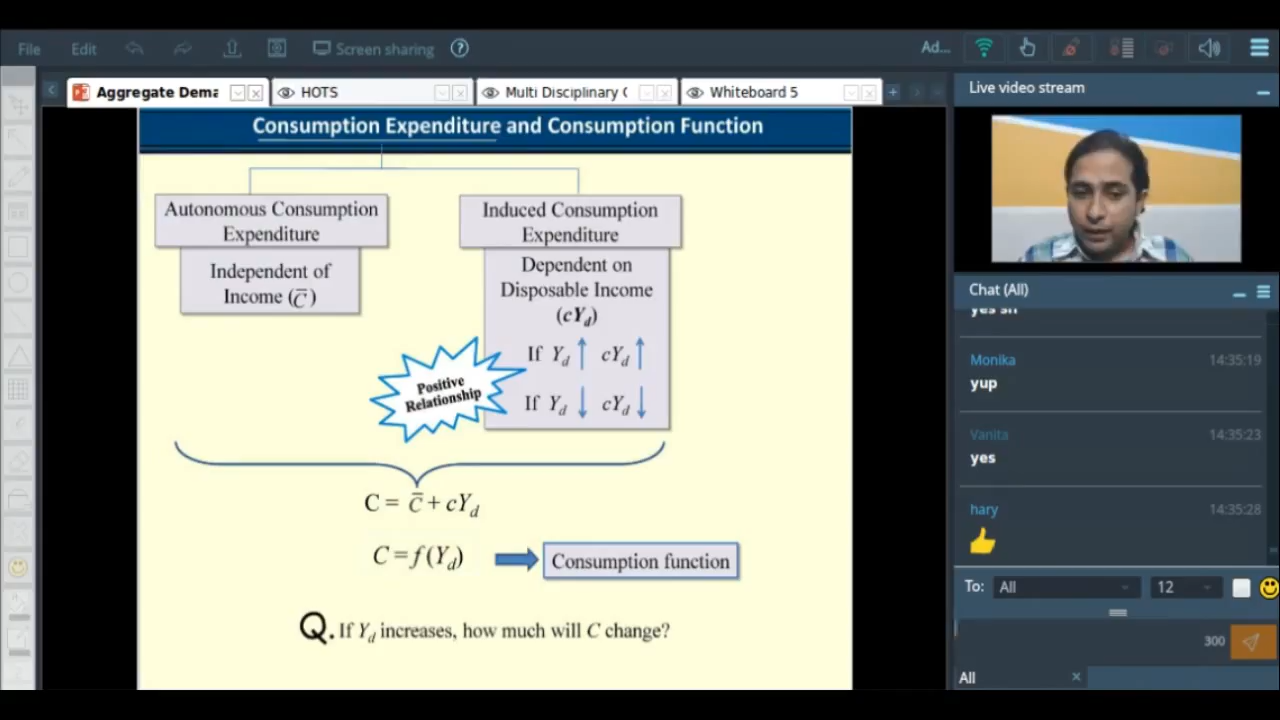 File Edit Screen sharing ? Ad...
Aggregate Dema HOTS Multi Disciplinary ( Whiteboard 5
Consumption Expenditure and Consumption Function
Autonomous Consumption
Expenditure
Independent of
Income (C̅)
Induced Consumption
Expenditure
Dependent on
Disposable Income
(cYd)
If Yd ↑ cYd ↑
If Yd ↓ cYd ↓
Positive
Relationship
C = C̅ + cYd
C = f(Yd)
Consumption function
Q. If Yd increases, how much will C change?
Live video stream
Chat (All)
Monika 14:35:19
yup
Vanita 14:35:23
yes
hary 14:35:28
👍
To: All 12
300
All